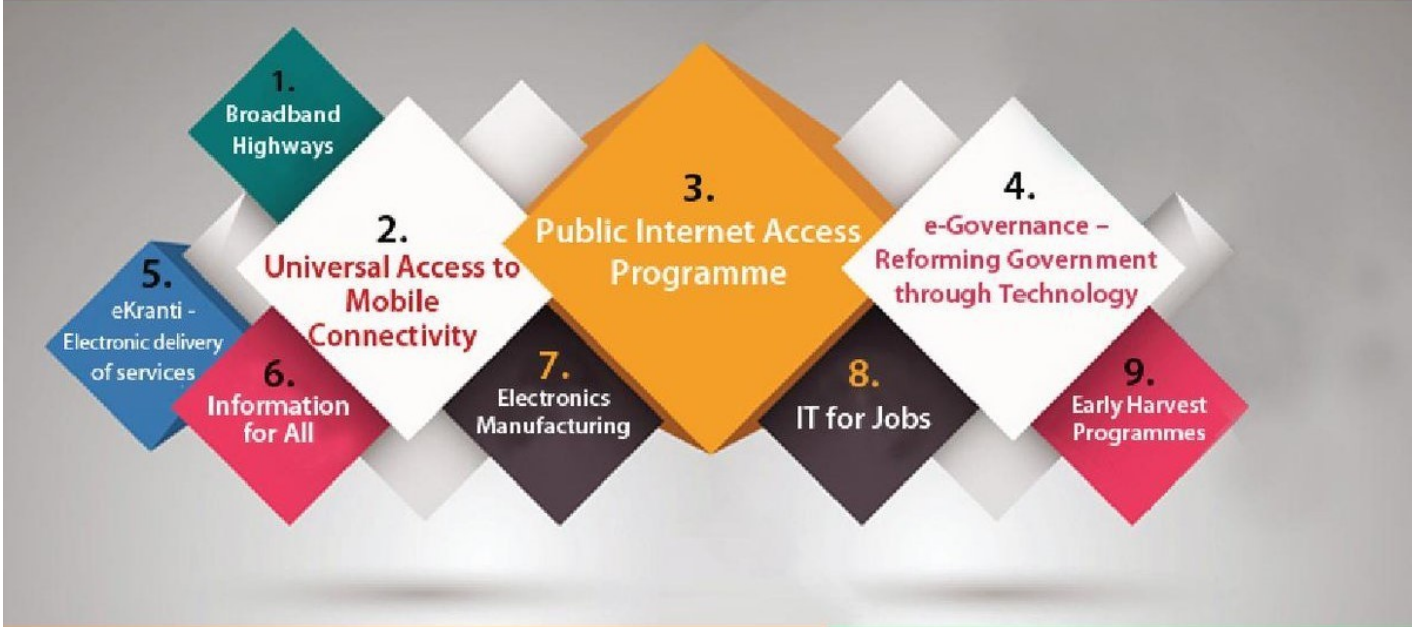 1.
Broadband
Highways
2.
Universal Access to
Mobile
Connectivity
3.
Public Internet Access
Programme
4.
e-Governance –
Reforming Government
through Technology
5.
eKranti -
Electronic delivery
of services
6.
Information
for All
7.
Electronics
Manufacturing
8.
IT for Jobs
9.
Early Harvest
Programmes